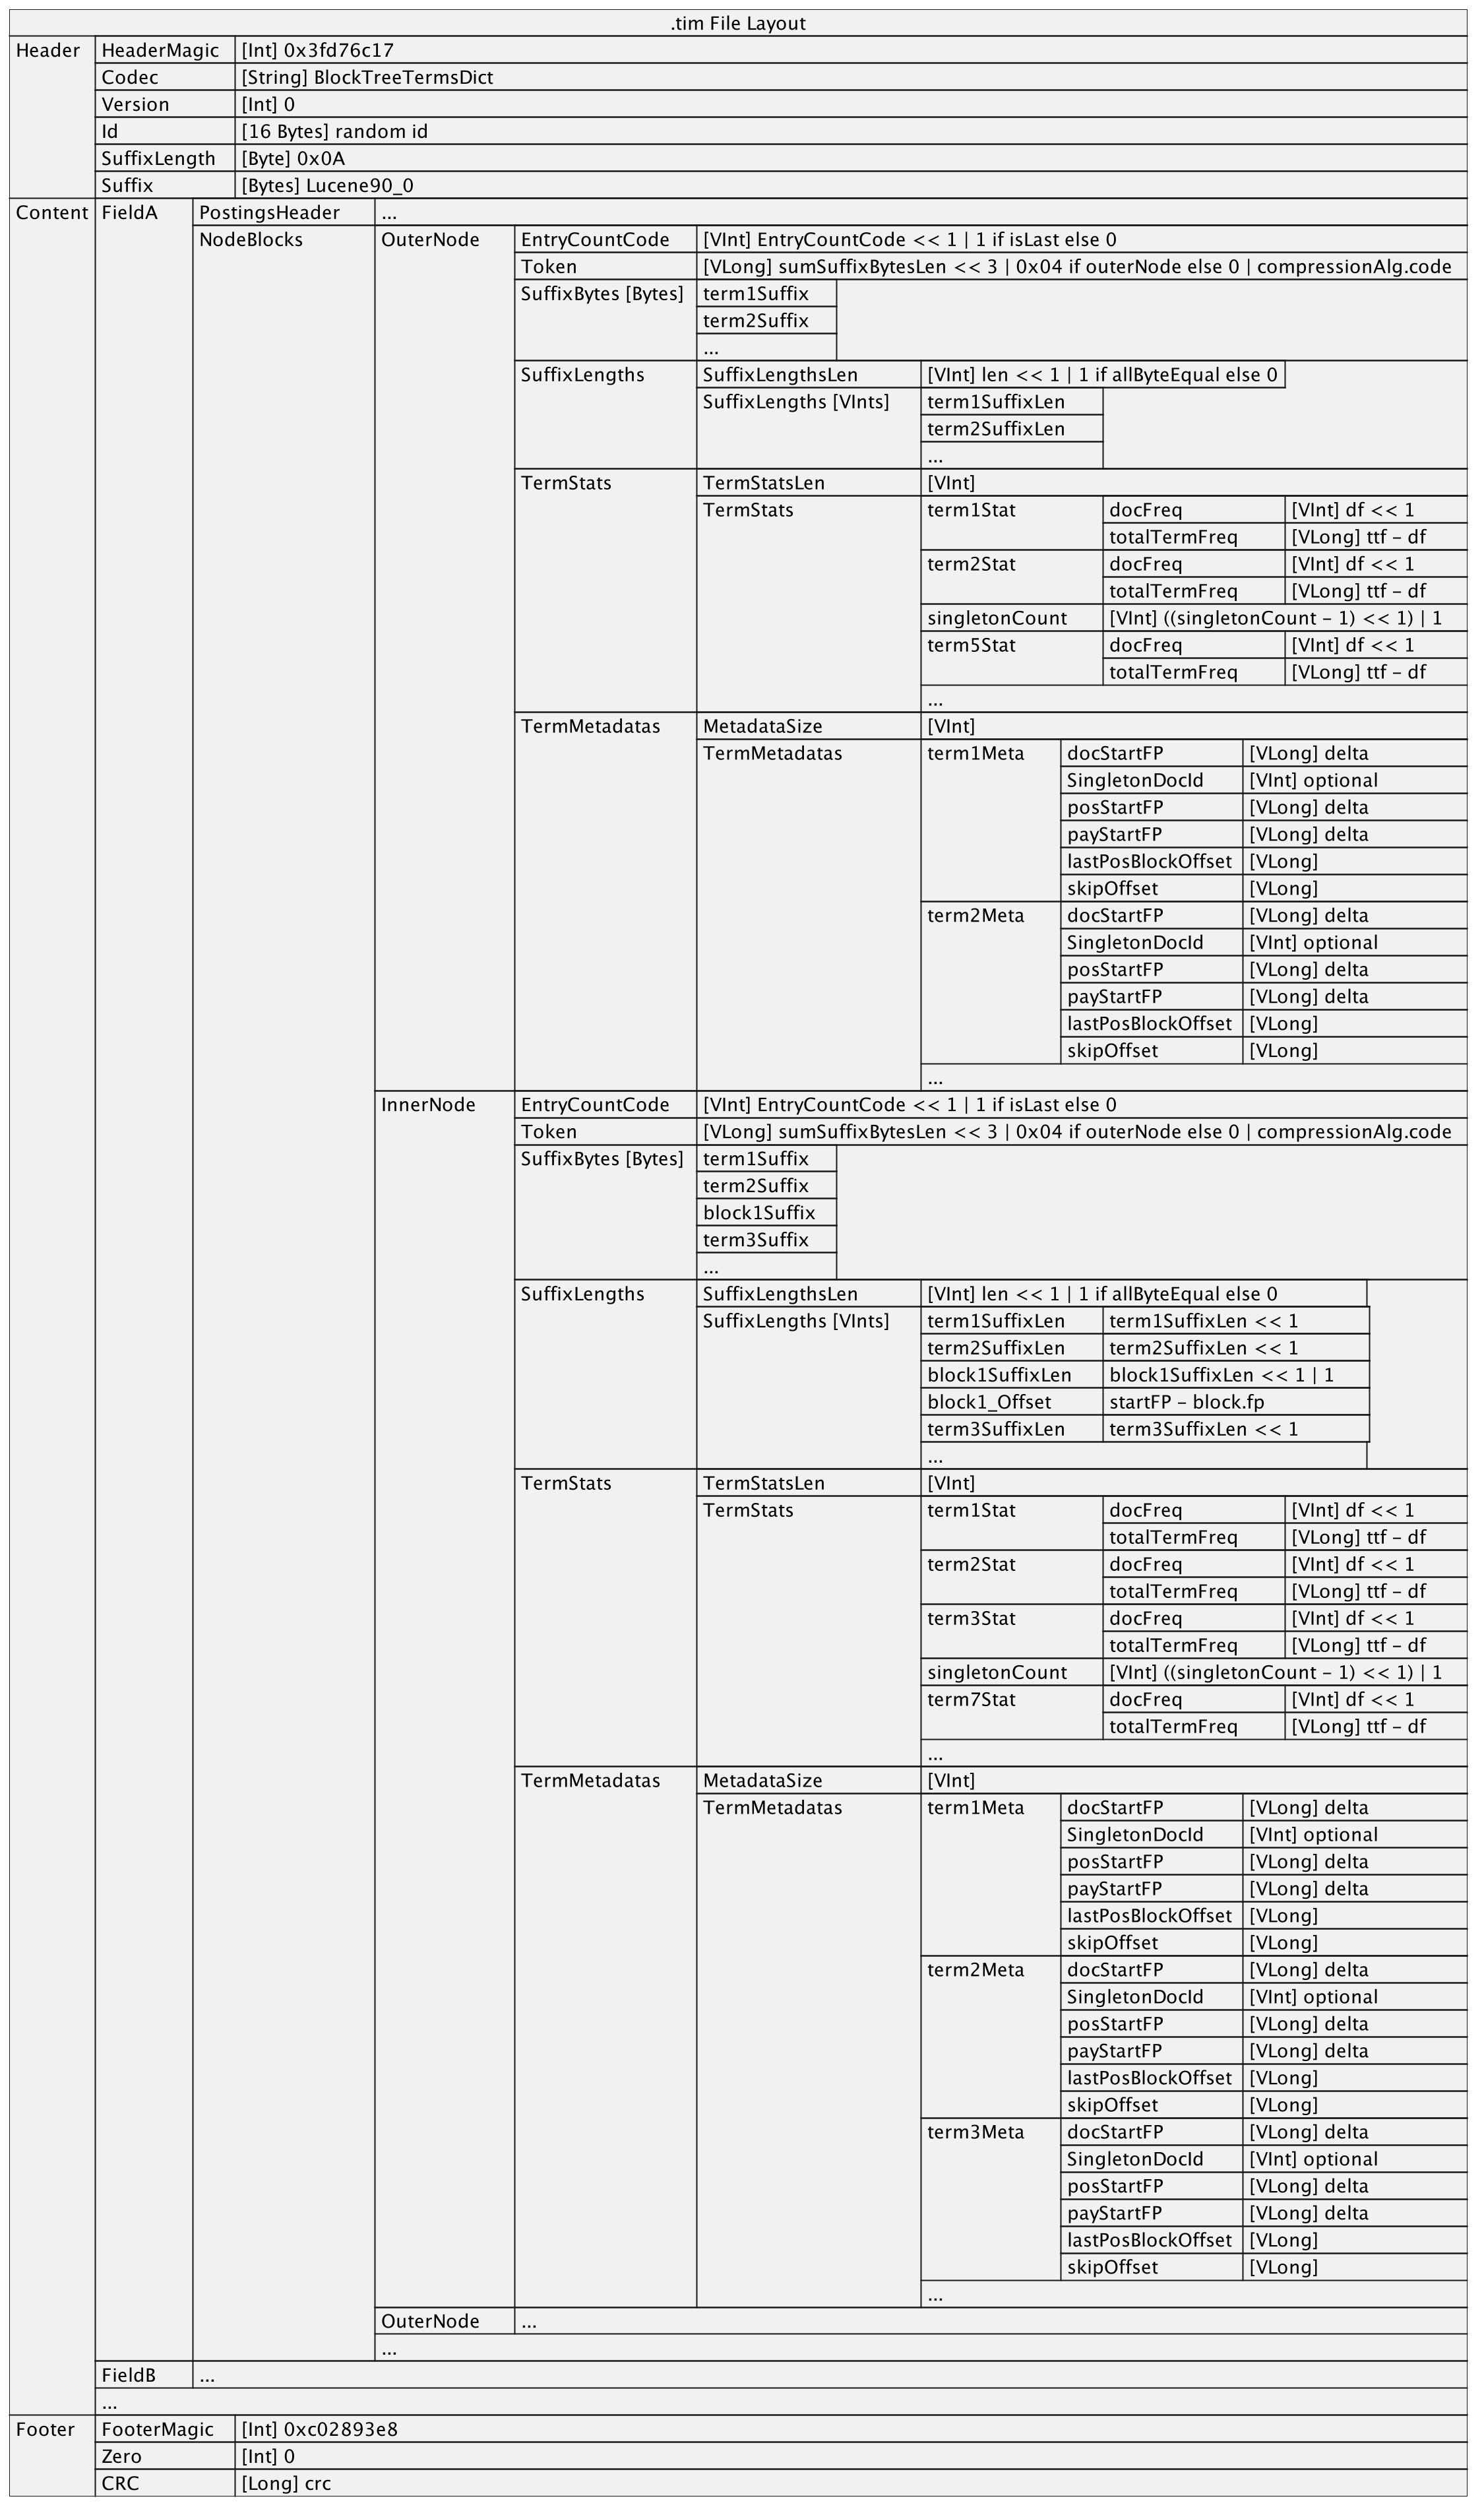 .tim File Layout
Header HeaderMagic [Int] 0x3fd76c17
Codec [String] BlockTreeTermsDict
Version [Int] 0
Id [16 Bytes] random id
SuffixLength [Byte] 0x0A
Suffix [Bytes] Lucene90_0
Content FieldA PostingsHeader ...
NodeBlocks OuterNode EntryCountCode [VInt] EntryCountCode << 1 | 1 if isLast else 0
Token [VLong] sumSuffixBytesLen << 3 | 0x04 if outerNode else 0 | compressionAlg.code
SuffixBytes [Bytes] term1Suffix
term2Suffix
...
SuffixLengths SuffixLengthsLen [VInt] len << 1 | 1 if allByteEqual else 0
SuffixLengths [VInts] term1SuffixLen
term2SuffixLen
...
TermStats TermStatsLen [VInt]
TermStats term1Stat docFreq [VInt] df << 1
totalTermFreq [VLong] ttf - df
term2Stat docFreq [VInt] df << 1
totalTermFreq [VLong] ttf - df
singletonCount [VInt] ((singletonCount - 1) << 1) | 1
term5Stat docFreq [VInt] df << 1
totalTermFreq [VLong] ttf - df
...
TermMetadatas MetadataSize [VInt]
TermMetadatas term1Meta docStartFP [VLong] delta
SingletonDocId [VInt] optional
posStartFP [VLong] delta
payStartFP [VLong] delta
lastPosBlockOffset [VLong]
skipOffset [VLong]
term2Meta docStartFP [VLong] delta
SingletonDocId [VInt] optional
posStartFP [VLong] delta
payStartFP [VLong] delta
lastPosBlockOffset [VLong]
skipOffset [VLong]
...
InnerNode EntryCountCode [VInt] EntryCountCode << 1 | 1 if isLast else 0
Token [VLong] sumSuffixBytesLen << 3 | 0x04 if outerNode else 0 | compressionAlg.code
SuffixBytes [Bytes] term1Suffix
term2Suffix
block1Suffix
term3Suffix
...
SuffixLengths SuffixLengthsLen [VInt] len << 1 | 1 if allByteEqual else 0
SuffixLengths [VInts] term1SuffixLen term1SuffixLen << 1
term2SuffixLen term2SuffixLen << 1
block1SuffixLen block1SuffixLen << 1 | 1
block1_Offset startFP - block.fp
term3SuffixLen term3SuffixLen << 1
...
TermStats TermStatsLen [VInt]
TermStats term1Stat docFreq [VInt] df << 1
totalTermFreq [VLong] ttf - df
term2Stat docFreq [VInt] df << 1
totalTermFreq [VLong] ttf - df
term3Stat docFreq [VInt] df << 1
totalTermFreq [VLong] ttf - df
singletonCount [VInt] ((singletonCount - 1) << 1) | 1
term7Stat docFreq [VInt] df << 1
totalTermFreq [VLong] ttf - df
...
TermMetadatas MetadataSize [VInt]
TermMetadatas term1Meta docStartFP [VLong] delta
SingletonDocId [VInt] optional
posStartFP [VLong] delta
payStartFP [VLong] delta
lastPosBlockOffset [VLong]
skipOffset [VLong]
term2Meta docStartFP [VLong] delta
SingletonDocId [VInt] optional
posStartFP [VLong] delta
payStartFP [VLong] delta
lastPosBlockOffset [VLong]
skipOffset [VLong]
term3Meta docStartFP [VLong] delta
SingletonDocId [VInt] optional
posStartFP [VLong] delta
payStartFP [VLong] delta
lastPosBlockOffset [VLong]
skipOffset [VLong]
...
OuterNode ...
...
FieldB ...
...
Footer FooterMagic [Int] 0xc02893e8
Zero [Int] 0
CRC [Long] crc